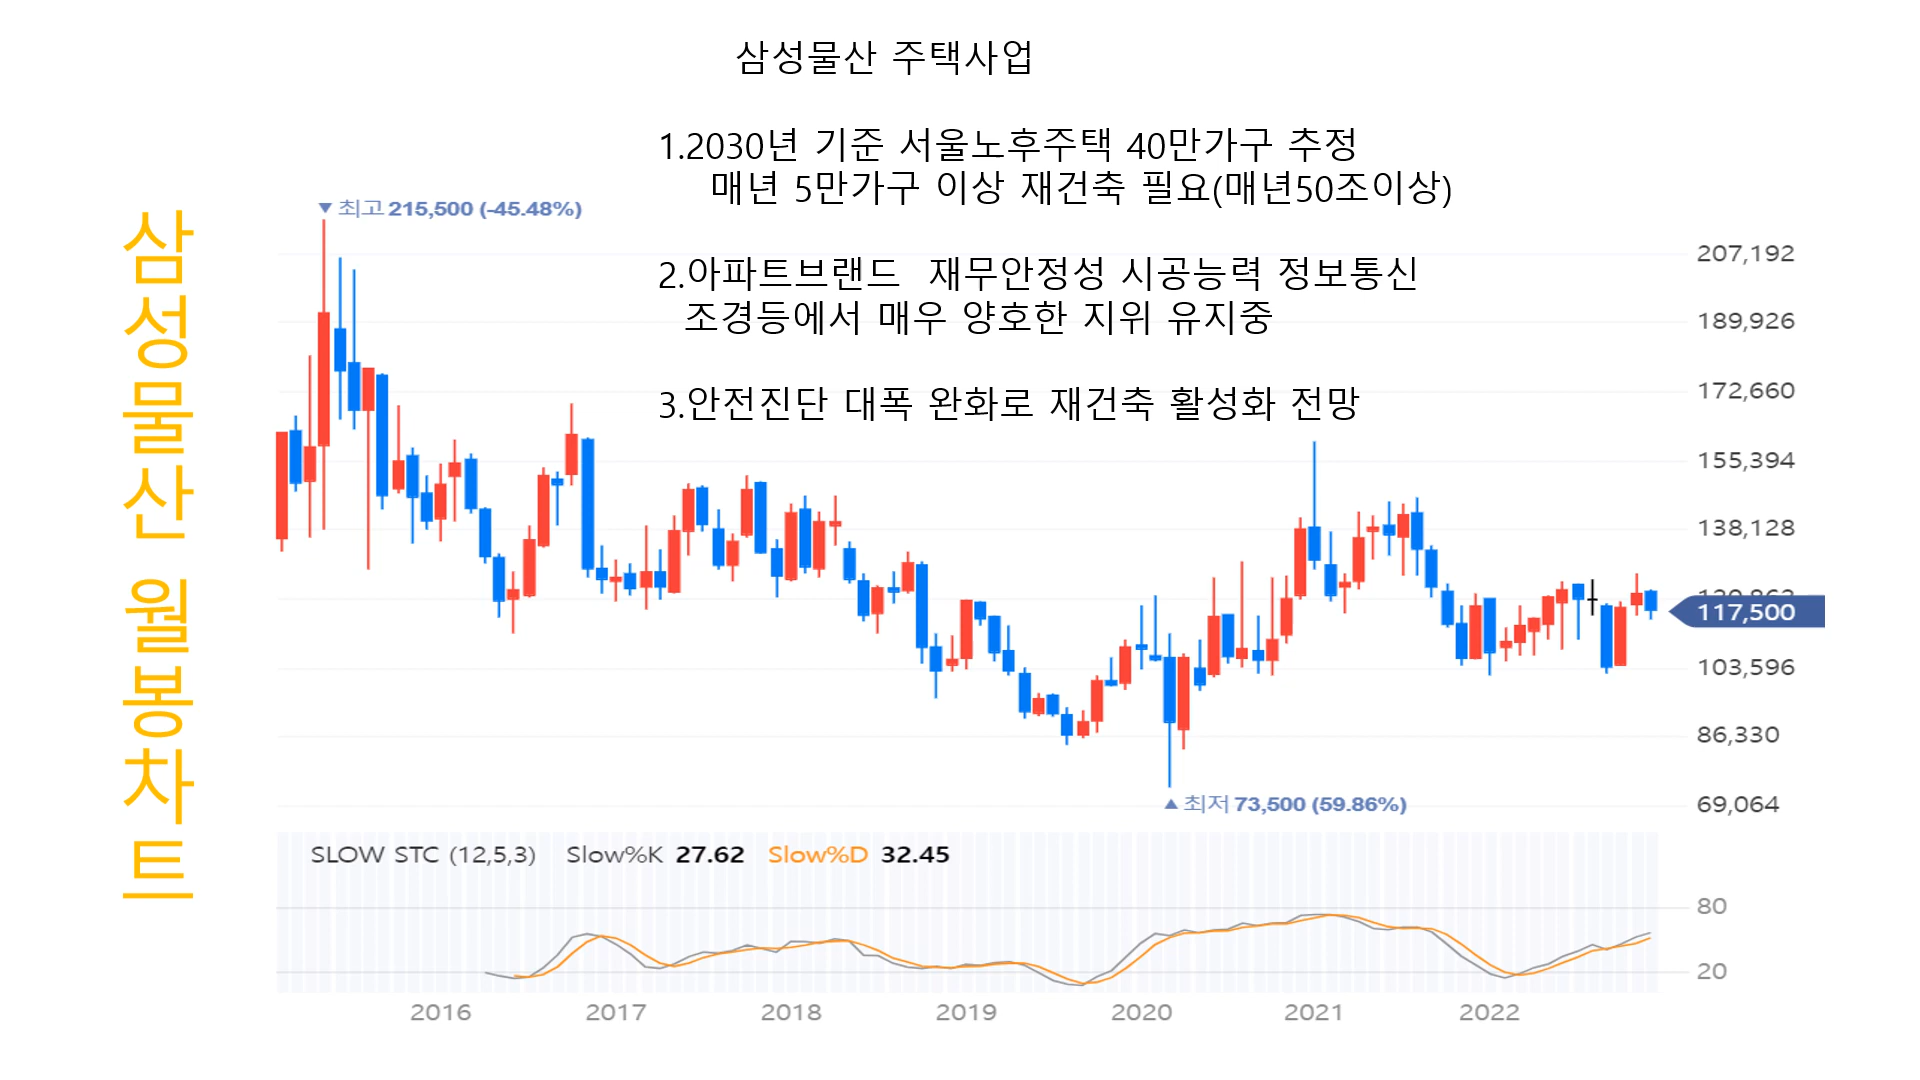 삼성물산 주택사업
1.2030년 기준 서울노후주택 40만가구 추정
매년 5만가구 이상 재건축 필요(매년50조이상)
2.아파트브랜드 재무안정성 시공능력 정보통신
조경등에서 매우 양호한 지위 유지중
3.안전진단 대폭 완화로 재건축 활성화 전망
삼성물산 월봉차트
▼최고 215,500 (-45.48%)
207,192
189,926
172,660
155,394
138,128
117,500
103,596
86,330
69,064
▲최저 73,500 (59.86%)
SLOW STC (12,5,3) Slow%K 27.62 Slow%D 32.45
80
20
2016 2017 2018 2019 2020 2021 2022